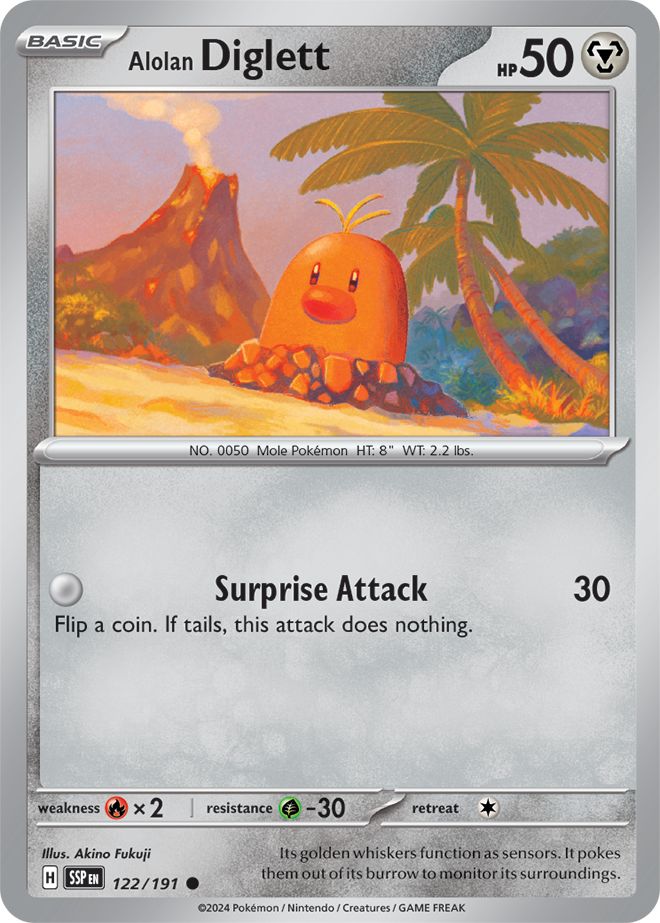 BASIC
Alolan Diglett
HP 50
NO. 0050 Mole Pokémon HT: 8" WT: 2.2 lbs.
Surprise Attack 30
Flip a coin. If tails, this attack does nothing.
weakness ×2 resistance -30 retreat
Illus. Akino Fukuji
Its golden whiskers function as sensors. It pokes
them out of its burrow to monitor its surroundings.
H SSP EN 122/191
©2024 Pokémon / Nintendo / Creatures / GAME FREAK